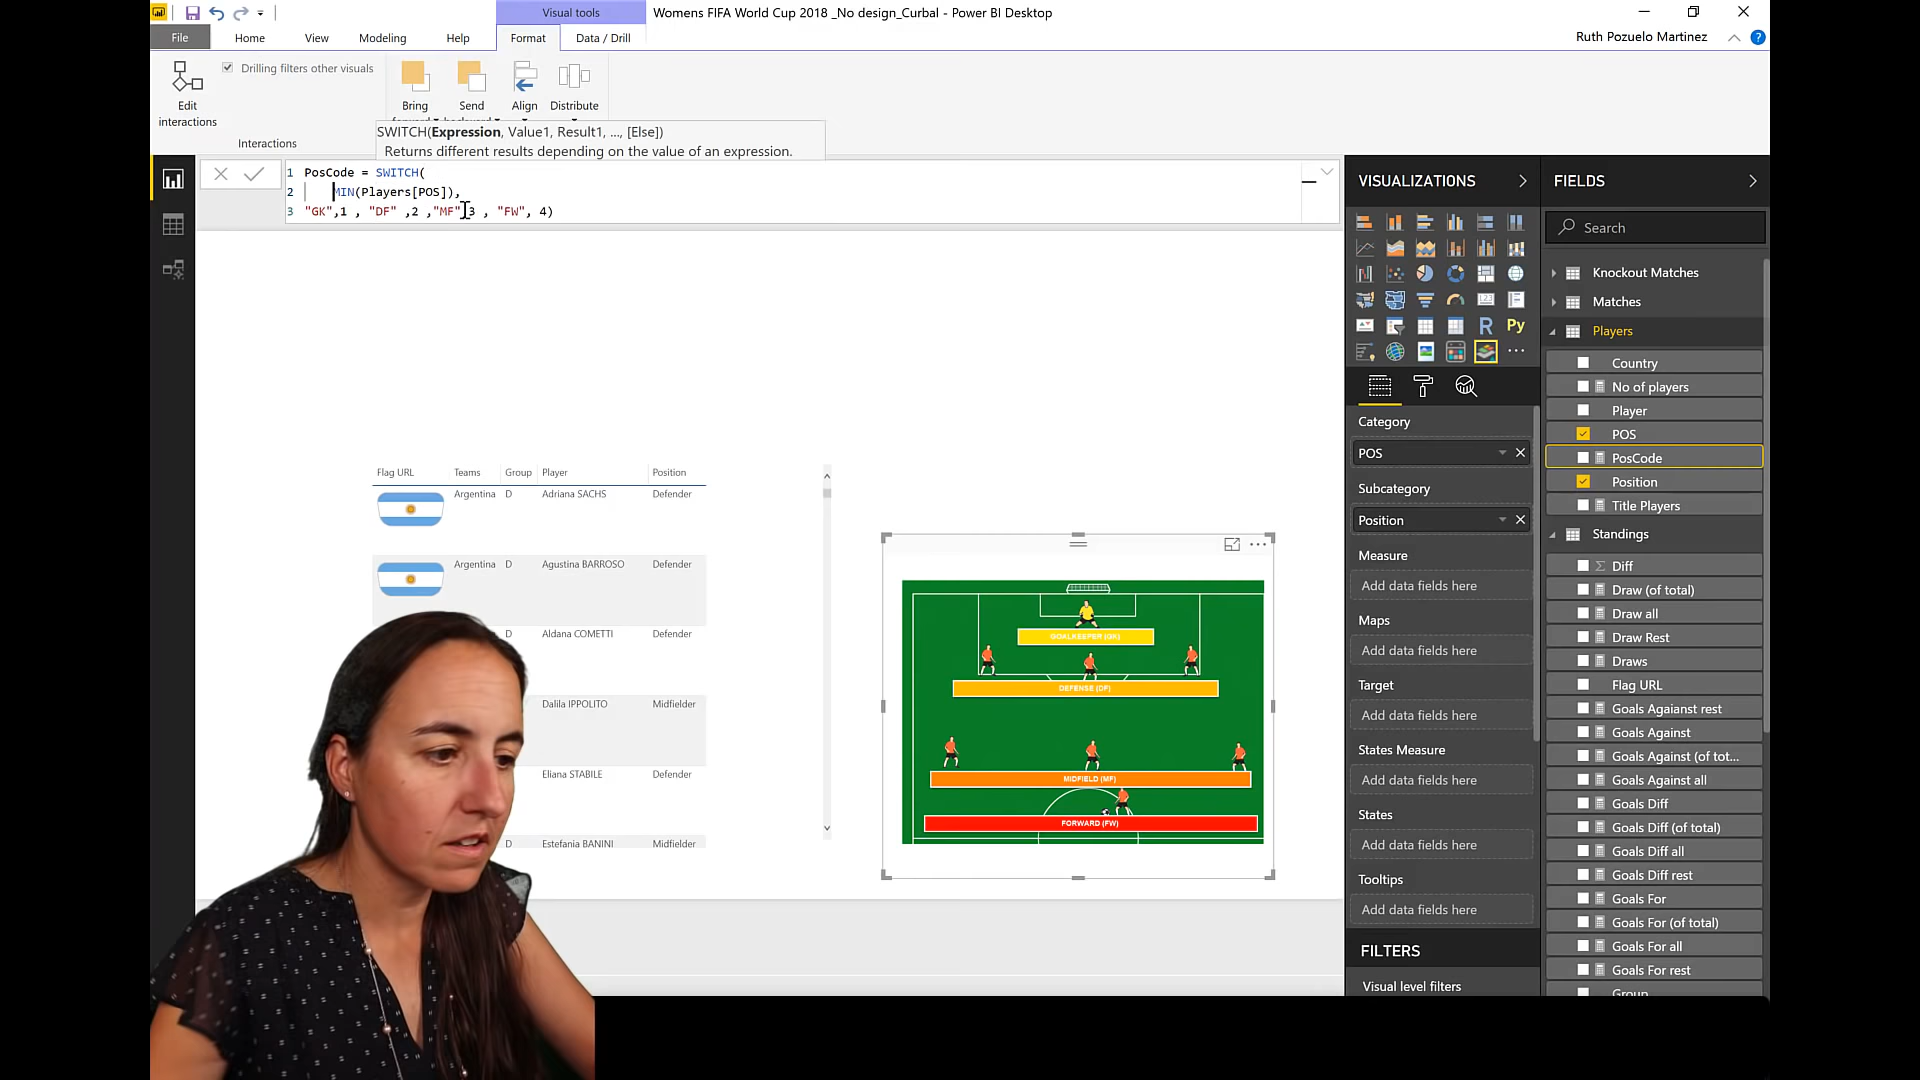 Visual tools
Womens FIFA World Cup 2018 _No design_Curbal - Power BI Desktop
File
Home
View
Modeling
Help
Format
Data / Drill
Ruth Pozuelo Martinez
Drilling filters other visuals
Edit
interactions
Bring
Send
Align
Distribute
Interactions
SWITCH(Expression, Value1, Result1, ..., [Else])
Returns different results depending on the value of an expression.
1 PosCode = SWITCH(
2 MIN(Players[POS]),
3 "GK",1 , "DF" ,2 ,"MF",3 , "FW", 4)
Flag URL
Teams
Group
Player
Position
Argentina D Adriana SACHS Defender
Argentina D Agustina BARROSO Defender
D Aldana COMETTI Defender
Dalila IPPOLITO Midfielder
Eliana STABILE Defender
D Estefania BANINI Midfielder
GOALKEEPER (GK)
DEFENSE (DF)
MIDFIELD (MF)
FORWARD (FW)
VISUALIZATIONS
R
Py
Category
POS
Subcategory
Position
Measure
Add data fields here
Maps
Add data fields here
Target
Add data fields here
States Measure
Add data fields here
States
Add data fields here
Tooltips
Add data fields here
FILTERS
Visual level filters
FIELDS
Search
Knockout Matches
Matches
Players
Country
No of players
Player
POS
PosCode
Position
Title Players
Standings
Diff
Draw (of total)
Draw all
Draw Rest
Draws
Flag URL
Goals Agaianst rest
Goals Against
Goals Against (of tot...
Goals Against all
Goals Diff
Goals Diff (of total)
Goals Diff all
Goals Diff rest
Goals For
Goals For (of total)
Goals For all
Goals For rest
Group